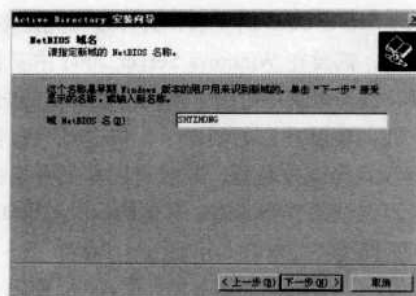 Active Directory 安装向导
NetBIOS 域名
请指定新域的 NetBIOS 名称。
这个名称是早期 Windows 版本的用户用来识别新域的。单击“下一步”接受
显示的名称，或输入新名称。
域 NetBIOS 名(D)
SHYIZHONG
< 上一步(B)
下一步(N) >
取消